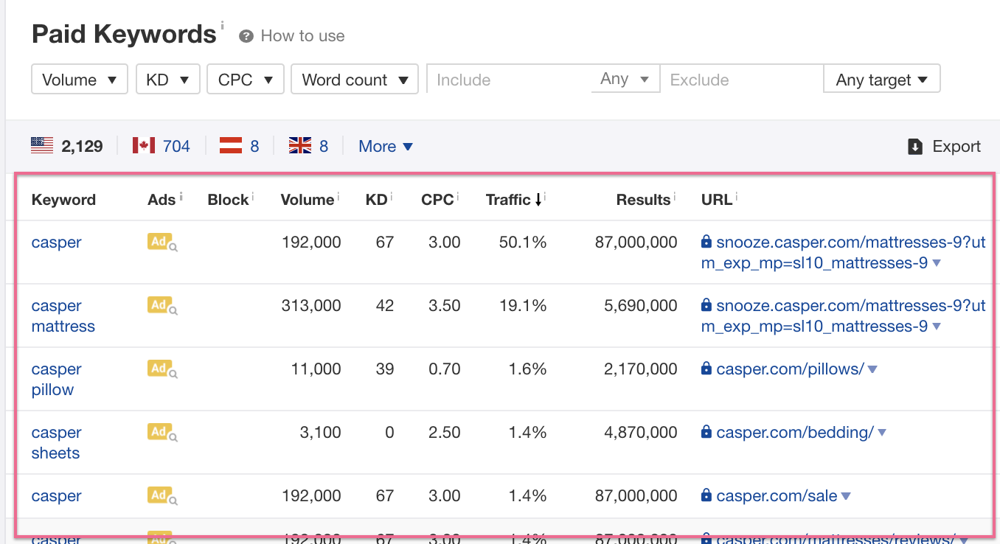 Paid Keywords i ? How to use
Volume ▼ KD ▼ CPC ▼ Word count ▼ Include Any ▼ Exclude Any target ▼
2,129 704 8 8 More ▼ Export
Keyword Ads i Block i Volume i KD i CPC i Traffic ↓ i Results i URL i
casper Ad 192,000 67 3.00 50.1% 87,000,000 snooze.casper.com/mattresses-9?ut
m_exp_mp=sl10_mattresses-9 ▼
casper Ad 313,000 42 3.50 19.1% 5,690,000 snooze.casper.com/mattresses-9?ut
mattress m_exp_mp=sl10_mattresses-9 ▼
casper Ad 11,000 39 0.70 1.6% 2,170,000 casper.com/pillows/ ▼
pillow
casper Ad 3,100 0 2.50 1.4% 4,870,000 casper.com/bedding/ ▼
sheets
casper Ad 192,000 67 3.00 1.4% 87,000,000 casper.com/sale ▼
casper Ad 192,000 67 3.00 1.4% 87,000,000 casper.com/mattresses/reviews/ ▼